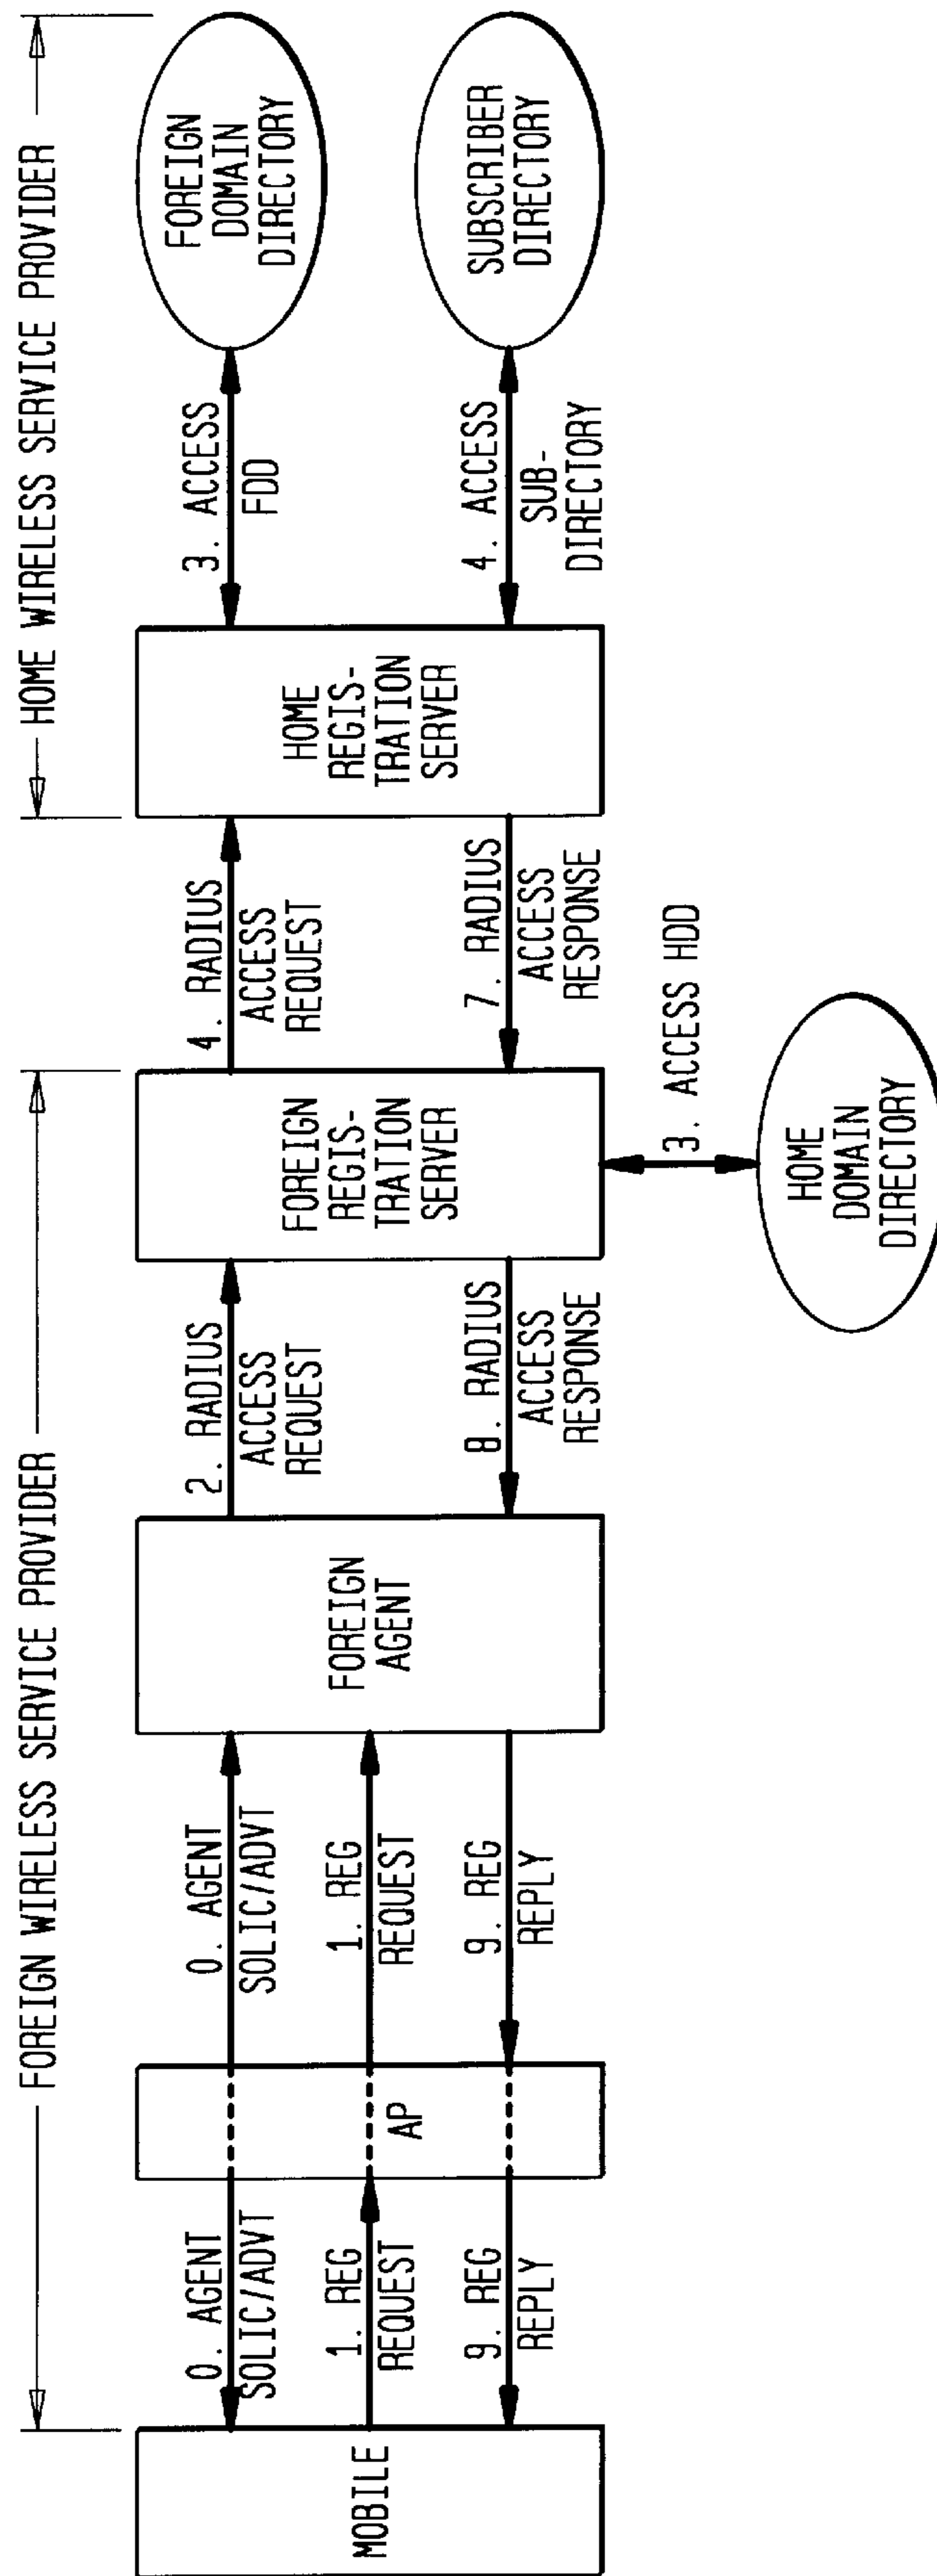 FOREIGN WIRELESS SERVICE PROVIDER
HOME WIRELESS SERVICE PROVIDER
MOBILE
0. AGENT
SOLIC/ADVT
1. REG
REQUEST
9. REG
REPLY
AP
0. AGENT
SOLIC/ADVT
1. REG
REQUEST
9. REG
REPLY
FOREIGN
AGENT
2. RADIUS
ACCESS
REQUEST
8. RADIUS
ACCESS
RESPONSE
FOREIGN
REGIS-
TRATION
SERVER
3. ACCESS HDD
HOME
DOMAIN
DIRECTORY
4. RADIUS
ACCESS
REQUEST
7. RADIUS
ACCESS
RESPONSE
HOME
REGIS-
TRATION
SERVER
3. ACCESS
FDD
4. ACCESS
SUB-
DIRECTORY
FOREIGN
DOMAIN
DIRECTORY
SUBSCRIBER
DIRECTORY